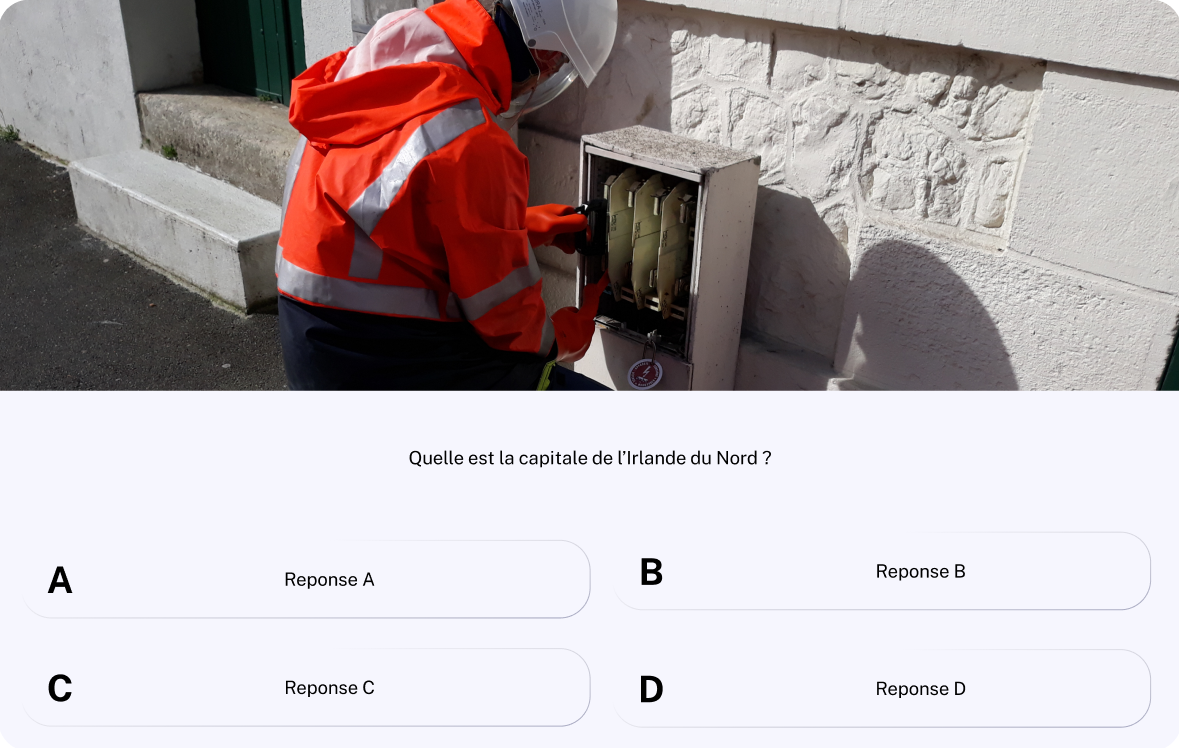 Quelle est la capitale de l’Irlande du Nord ?
A
Reponse A
B
Reponse B
C
Reponse C
D
Reponse D